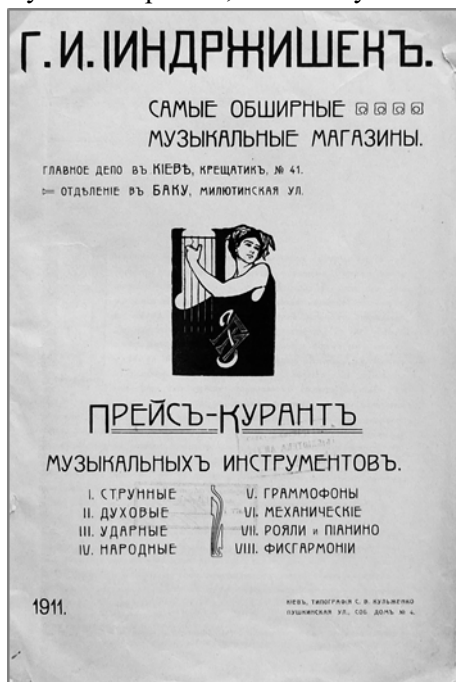 Г. И. ІИНДРЖИШЕКЪ.
САМЫЕ ОБШИРНЫЕ
МУЗЫКАЛЬНЫЕ МАГАЗИНЫ.
ГЛАВНОЕ ДЕПО ВЪ КІЕВѢ, КРЕЩАТИКЪ, № 41.
ОТДѢЛЕНІЕ ВЪ БАКУ, МИЛЮТИНСКАЯ УЛ.
ПРЕЙСЪ-КУРАНТЪ
МУЗЫКАЛЬНЫХЪ ИНСТРУМЕНТОВЪ.
I. СТРУННЫЕ
II. ДУХОВЫЕ
III. УДАРНЫЕ
IV. НАРОДНЫЕ
V. ГРАММОФОНЫ
VI. МЕХАНИЧЕСКІЕ
VII. РОЯЛИ и ПІАНИНО
VIII. ФИСГАРМОНІИ
1911.
КІЕВЪ, ТИПОГРАФІЯ С. В. КУЛЬЖЕНКО
ПУШКИНСКАЯ УЛ., СОБ. ДОМЪ № 4.